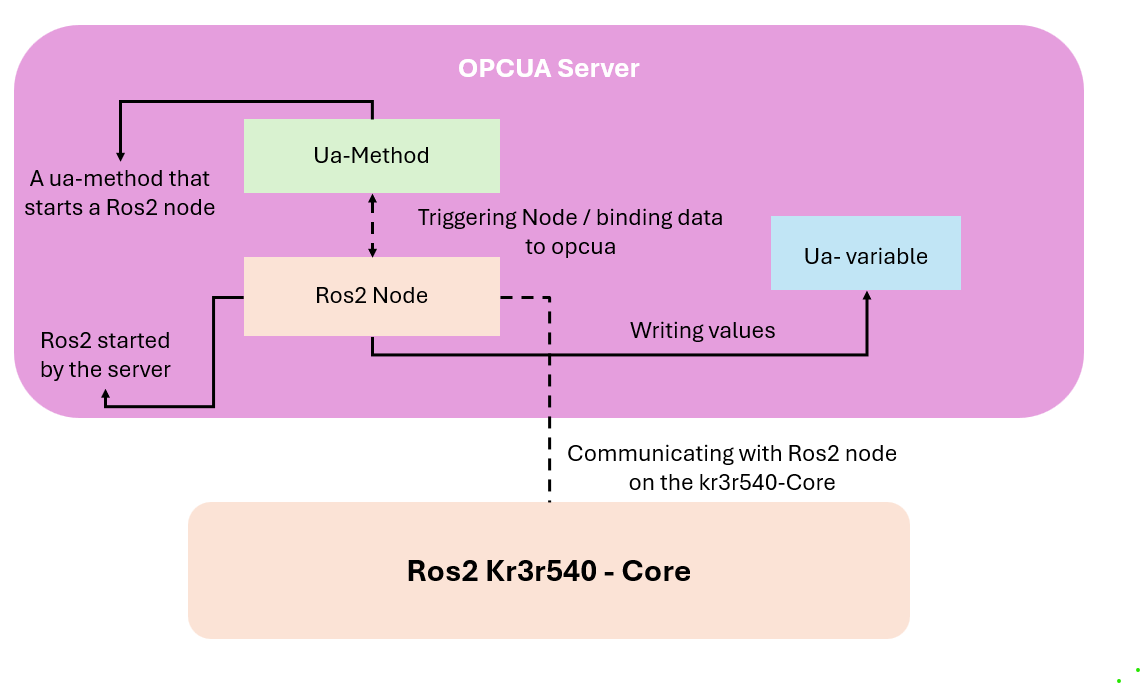 OPCUA Server
Ua-Method
A ua-method that
starts a Ros2 node
Triggering Node / binding data
to opcua
Ua- variable
Ros2 Node
Writing values
Ros2 started
by the server
Communicating with Ros2 node
on the kr3r540-Core
Ros2 Kr3r540 - Core